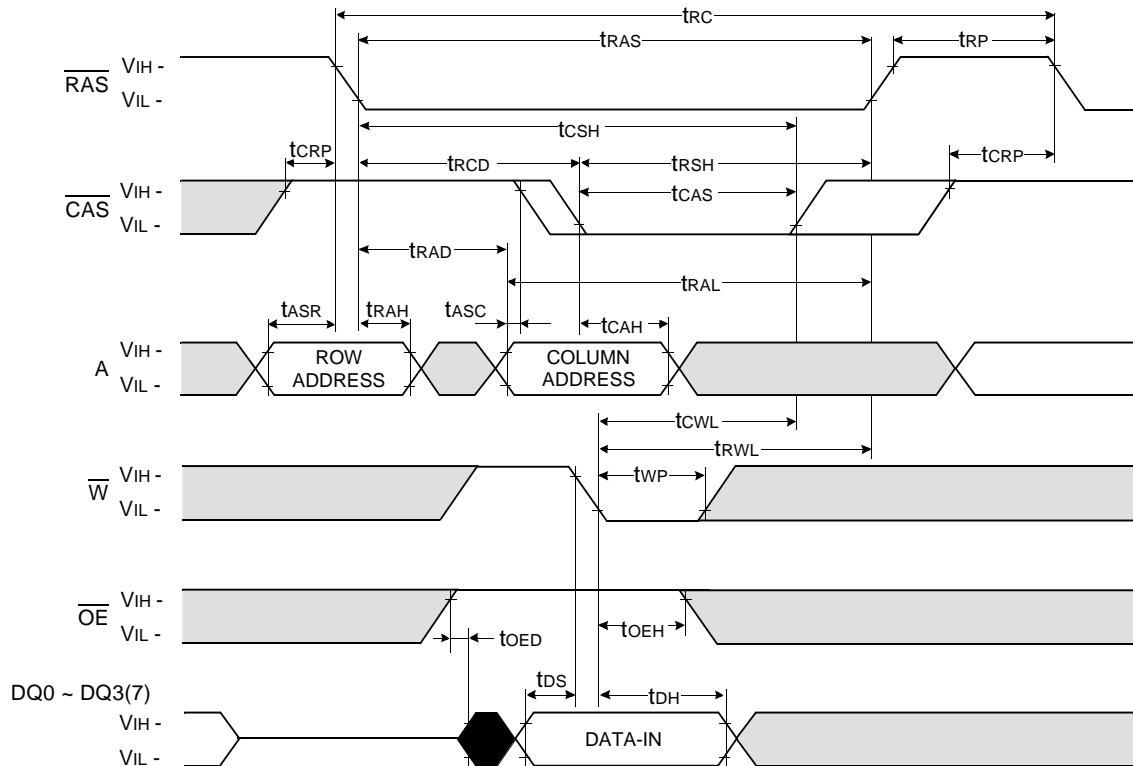 tRC
tRAS
tRP
RAS
VIH -
VIL -
tCSH
tCRP
tRCD
tRSH
tCRP
CAS
VIH -
VIL -
tCAS
tRAD
tRAL
tASR
tRAH
tASC
tCAH
A
VIH -
VIL -
ROW
ADDRESS
COLUMN
ADDRESS
tCWL
tRWL
W
VIH -
VIL -
tWP
OE
VIH -
VIL -
tOED
tOEH
DQ0 ~ DQ3(7)
tDS
tDH
VIH -
VIL -
DATA-IN